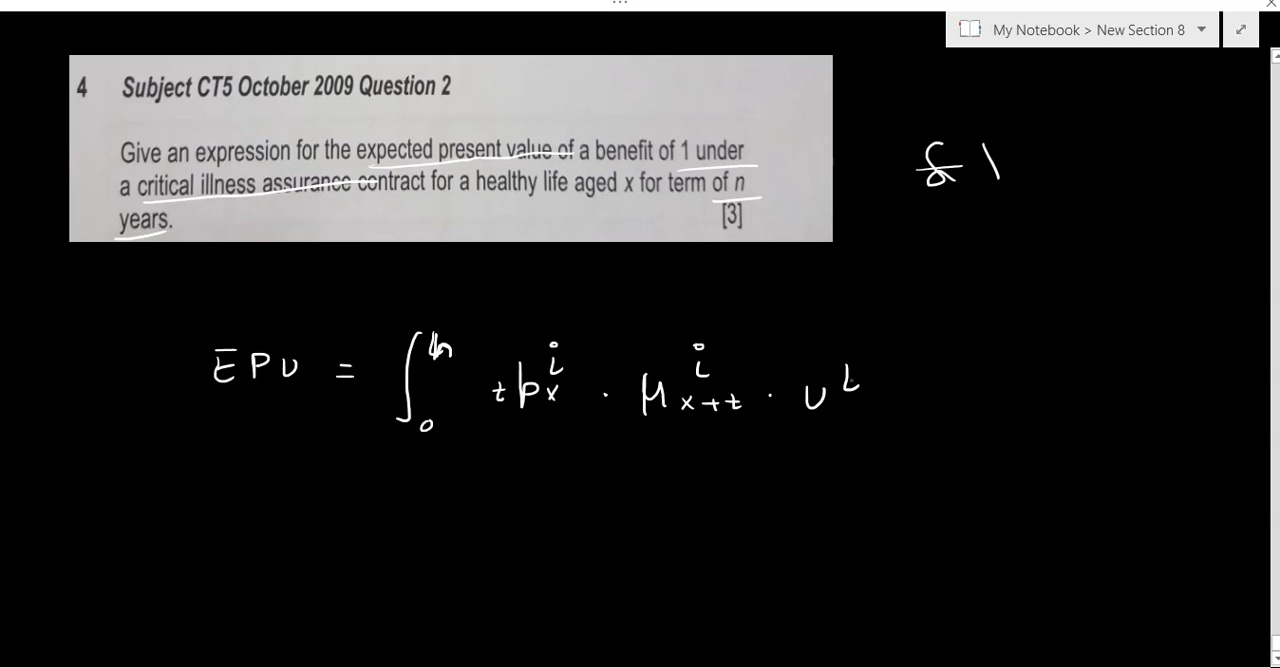 My Notebook > New Section 8
4 Subject CT5 October 2009 Question 2
Give an expression for the expected present value of a benefit of 1 under
a critical illness assurance contract for a healthy life aged x for term of n
years. [3]
£ 1
EPV = ∫₀ⁿ ₜpₓⁱ · μₓ₊ₜⁱ · v